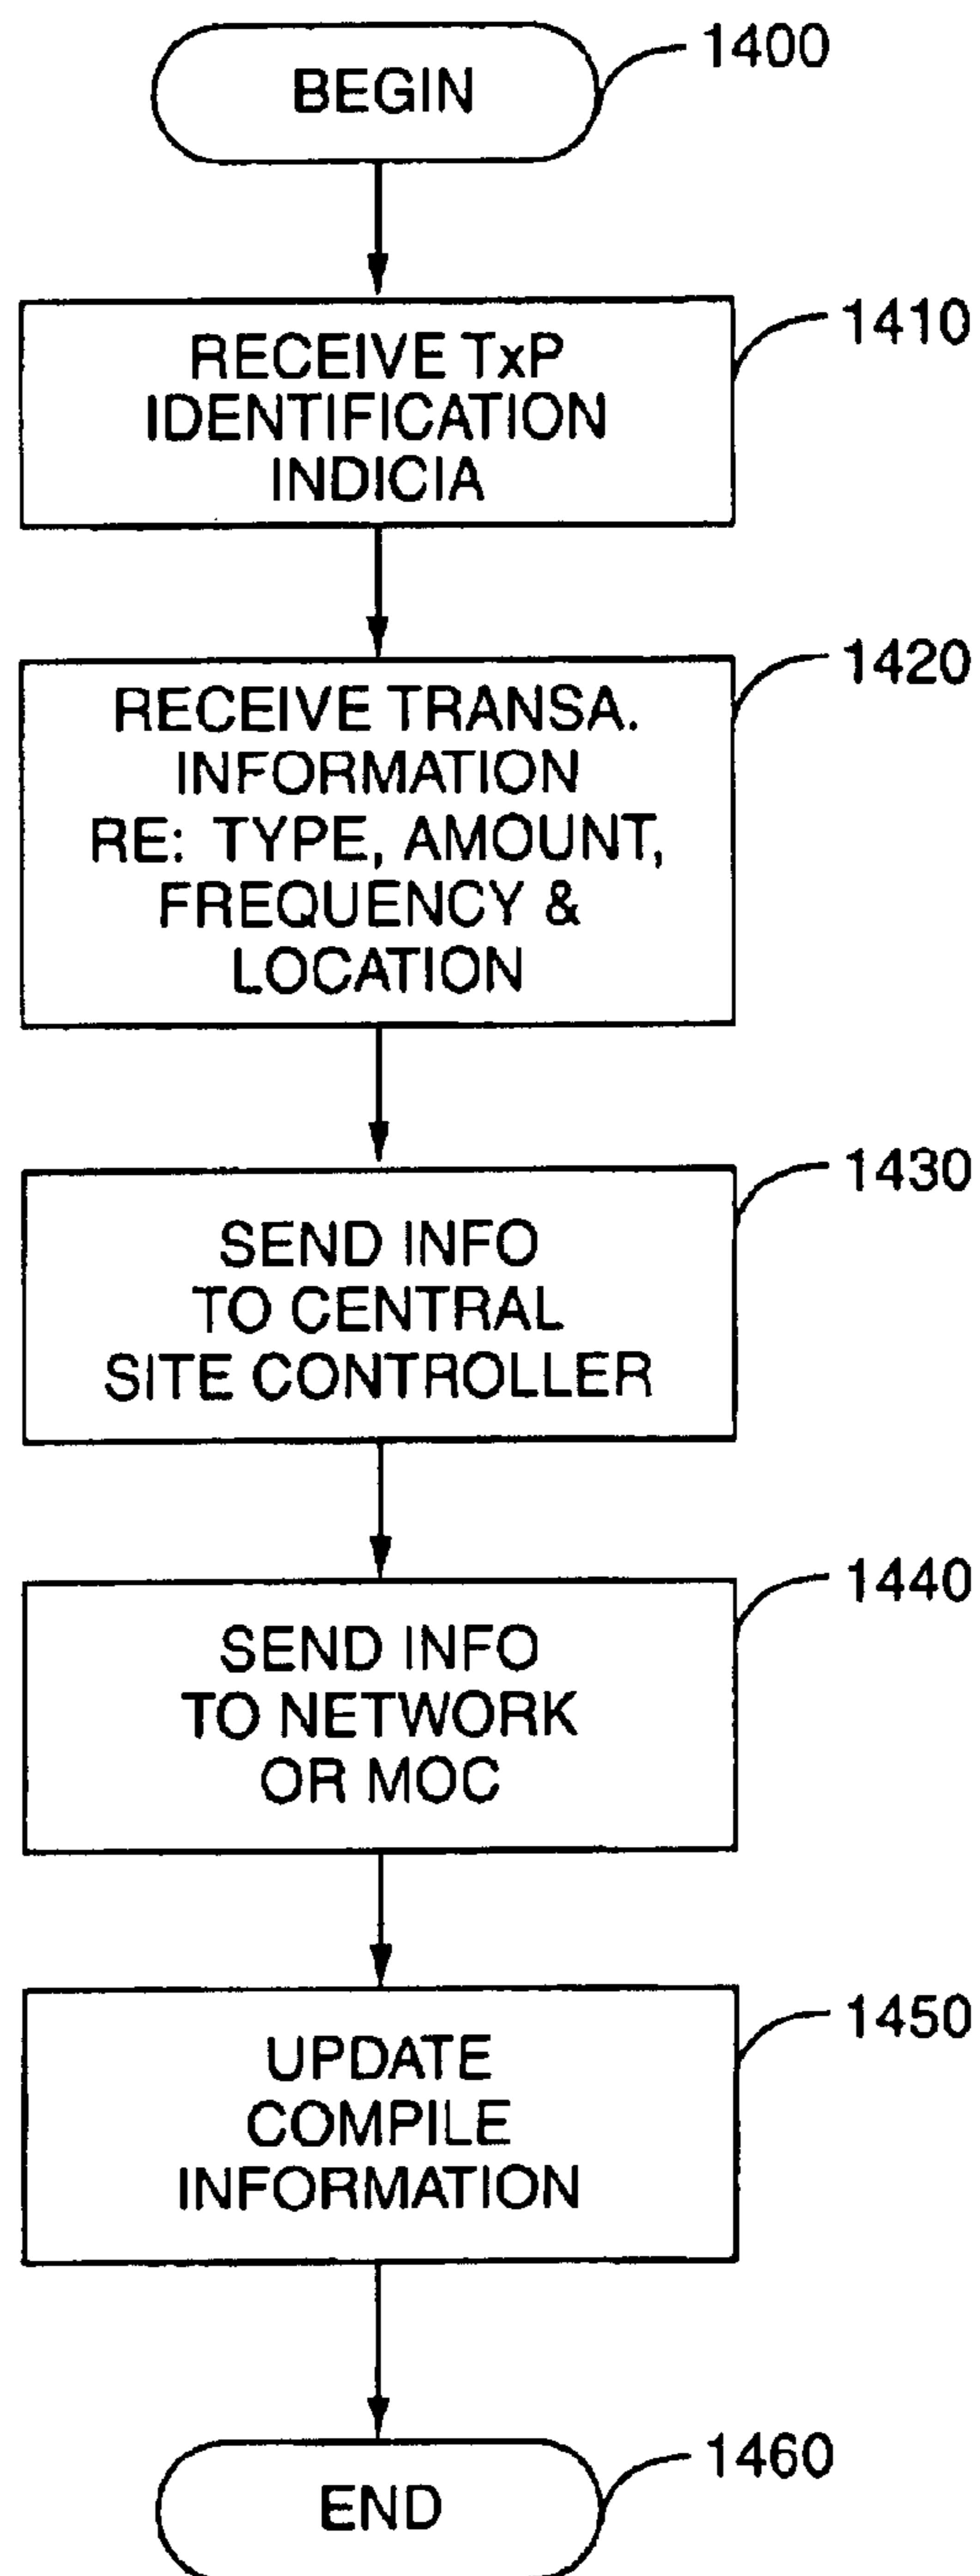 BEGIN
1400
RECEIVE TxP
IDENTIFICATION
INDICIA
1410
RECEIVE TRANSA.
INFORMATION
RE: TYPE, AMOUNT,
FREQUENCY &
LOCATION
1420
SEND INFO
TO CENTRAL
SITE CONTROLLER
1430
SEND INFO
TO NETWORK
OR MOC
1440
UPDATE
COMPILE
INFORMATION
1450
END
1460